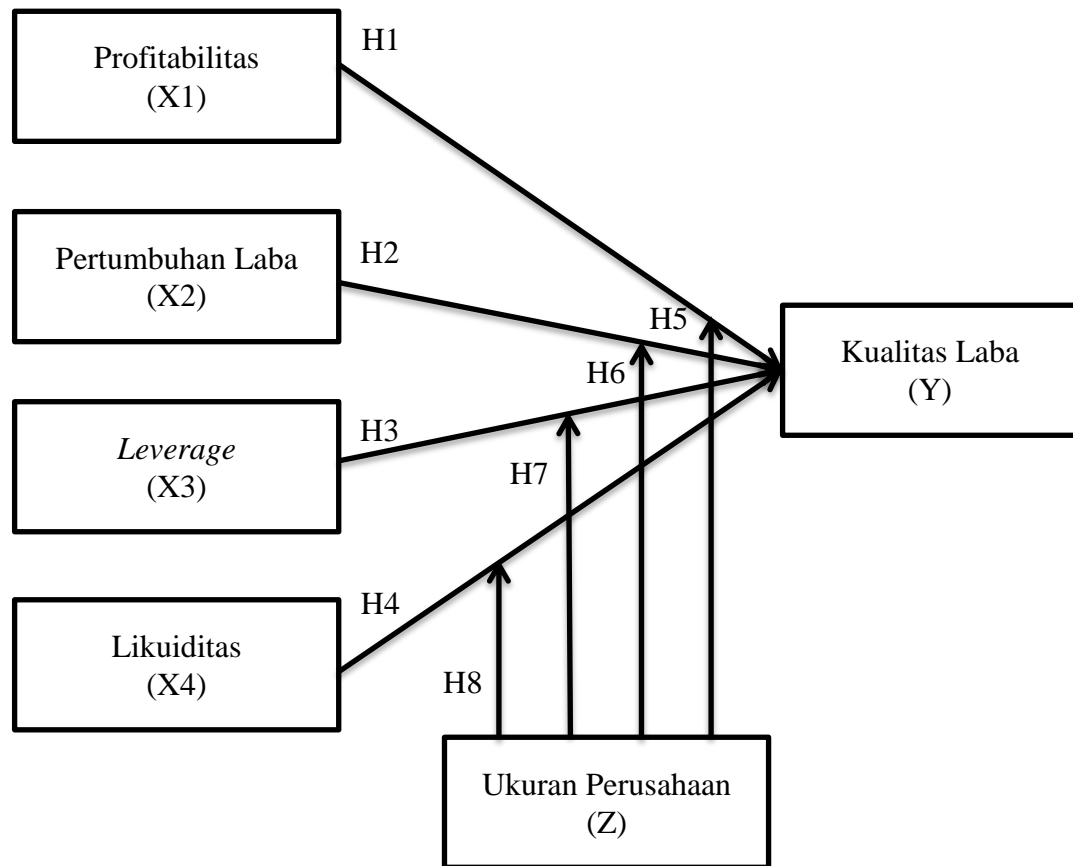 H1
Profitabilitas
(X1)
H2
Pertumbuhan Laba
(X2)
H5
Kualitas Laba
(Y)
H6
H3
Leverage
(X3)
H7
H4
Likuiditas
(X4)
H8
Ukuran Perusahaan
(Z)